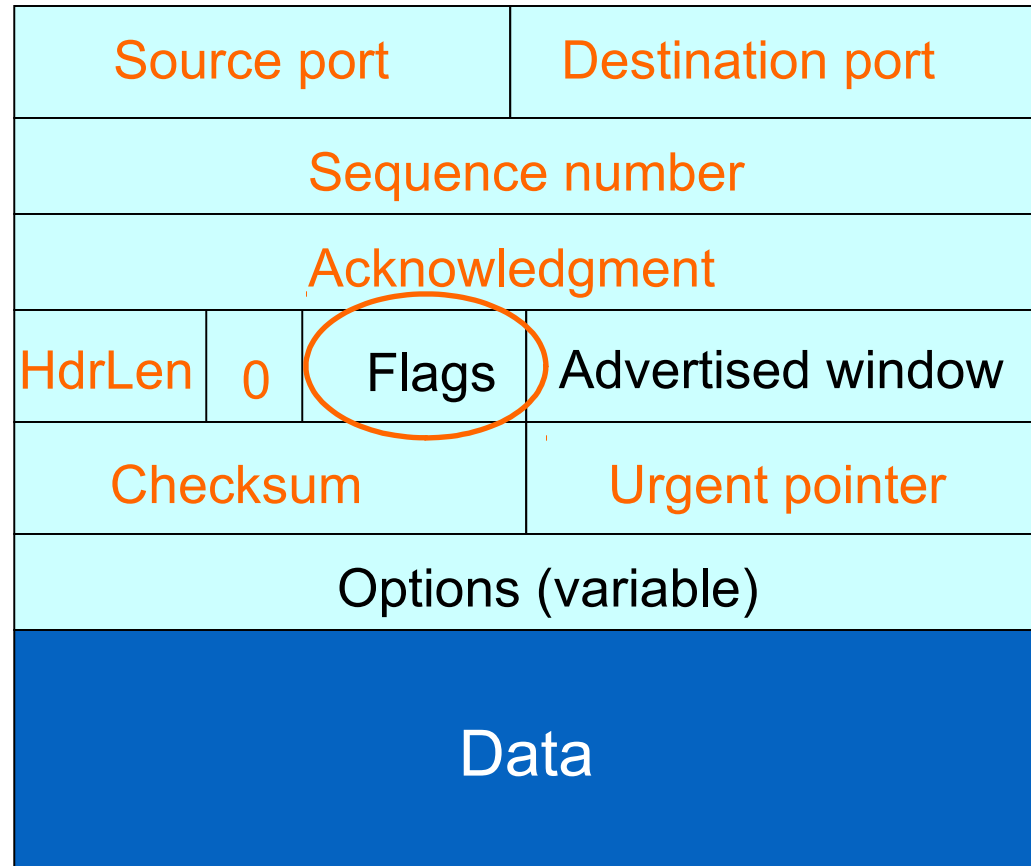 Source port Destination port
Sequence number
Acknowledgment
HdrLen 0 Flags Advertised window
Checksum Urgent pointer
Options (variable)
Data